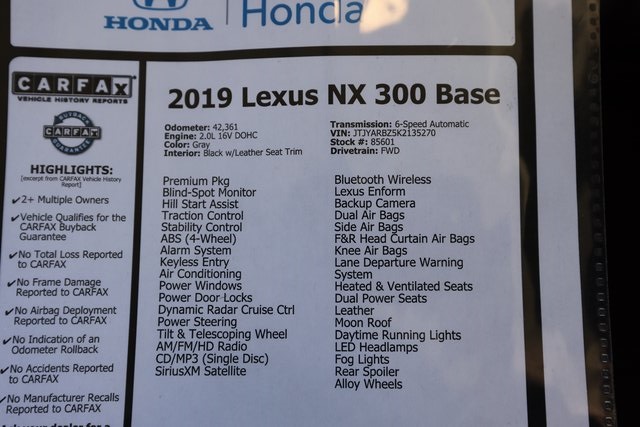 HONDA
Honda
CARFAX
VEHICLE HISTORY REPORTS
BUYBACK
CARFAX
GUARANTEE
HIGHLIGHTS:
[excerpt from CARFAX Vehicle History
Report]
✔2+ Multiple Owners
✔Vehicle Qualifies for the
CARFAX Buyback
Guarantee
✔No Total Loss Reported
to CARFAX
✔No Frame Damage
Reported to CARFAX
✔No Airbag Deployment
Reported to CARFAX
✔No Indication of an
Odometer Rollback
✔No Accidents Reported
to CARFAX
✔No Manufacturer Recalls
Reported to CARFAX
Ask your dealer for a
2019 Lexus NX 300 Base
Odometer: 42,361
Engine: 2.0L 16V DOHC
Color: Gray
Interior: Black w/Leather Seat Trim
Transmission: 6-Speed Automatic
VIN: JTJYARBZ5K2135270
Stock #: 85601
Drivetrain: FWD
Premium Pkg
Blind-Spot Monitor
Hill Start Assist
Traction Control
Stability Control
ABS (4-Wheel)
Alarm System
Keyless Entry
Air Conditioning
Power Windows
Power Door Locks
Dynamic Radar Cruise Ctrl
Power Steering
Tilt & Telescoping Wheel
AM/FM/HD Radio
CD/MP3 (Single Disc)
SiriusXM Satellite
Bluetooth Wireless
Lexus Enform
Backup Camera
Dual Air Bags
Side Air Bags
F&R Head Curtain Air Bags
Knee Air Bags
Lane Departure Warning
System
Heated & Ventilated Seats
Dual Power Seats
Leather
Moon Roof
Daytime Running Lights
LED Headlamps
Fog Lights
Rear Spoiler
Alloy Wheels